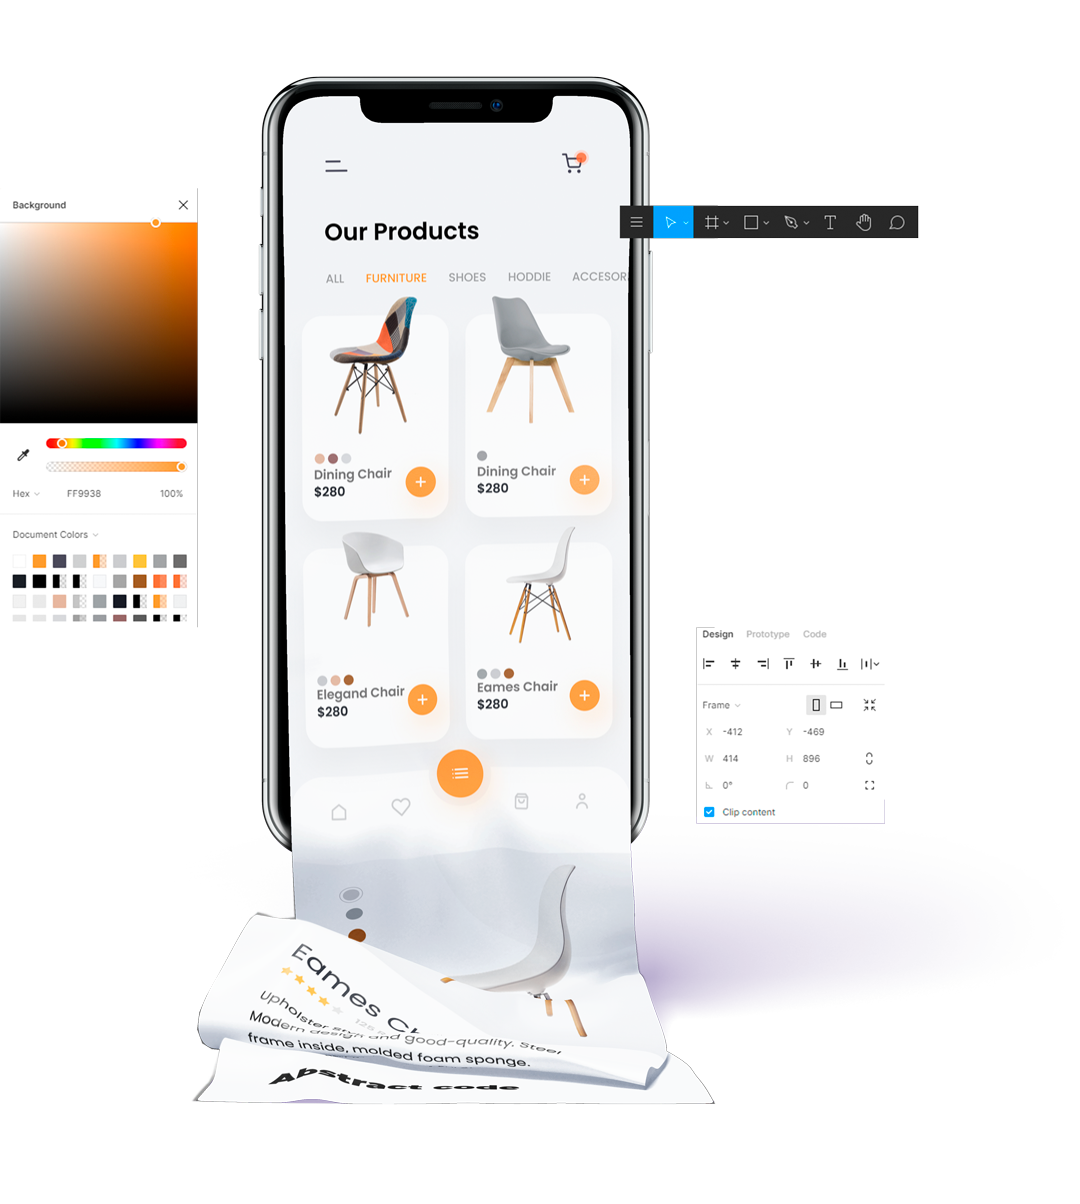 Background
Our Products
ALL FURNITURE SHOES HODDIE ACCESOR
Dining Chair
$280
Dining Chair
$280
Hex FF9938 100%
Document Colors
Elegand Chair
$280
Eames Chair
$280
Design Prototype Code
Frame
X -412 Y -469
W 414 H 896
0° 0
Clip content
Eames Ch
Upholster
Modern design and good-quality. Steel
frame inside, molded foam sponge.
Abstract code